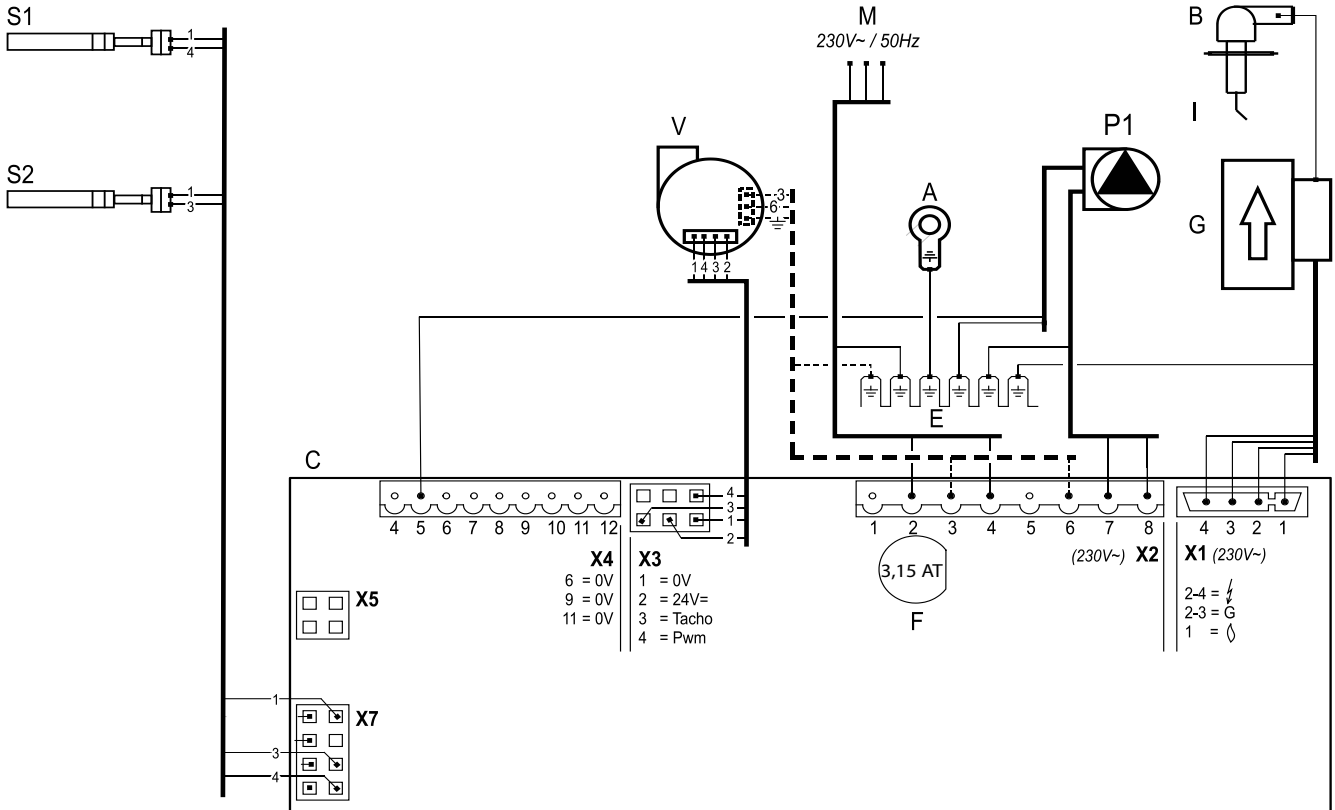 S1
1
4
S2
1
3
V
3
6
1 4 3 2
M
230V~ / 50Hz
A
P1
B
I
G
E
C
4 5 6 7 8 9 10 11 12
X4
6 = 0V
9 = 0V
11 = 0V
4
3
1
2
X3
1 = 0V
2 = 24V=
3 = Tacho
4 = Pwm
1 2 3 4 5 6 7 8
(230V~) X2
3,15 AT
F
4 3 2 1
X1 (230V~)
2-4 =
2-3 = G
1 =
X5
1
X7
3
4